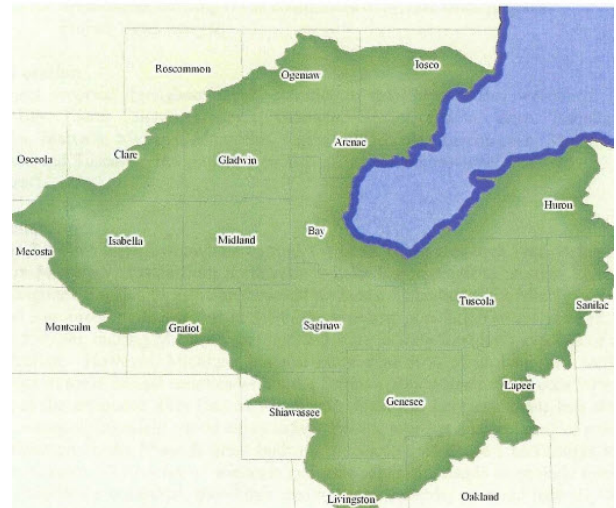 Roscommon
Ogemaw
Iosco
Osceola
Clare
Gladwin
Arenac
Mecosta
Isabella
Midland
Bay
Huron
Montcalm
Gratiot
Saginaw
Tuscola
Sanilac
Shiawassee
Genesee
Lapeer
Livingston
Oakland